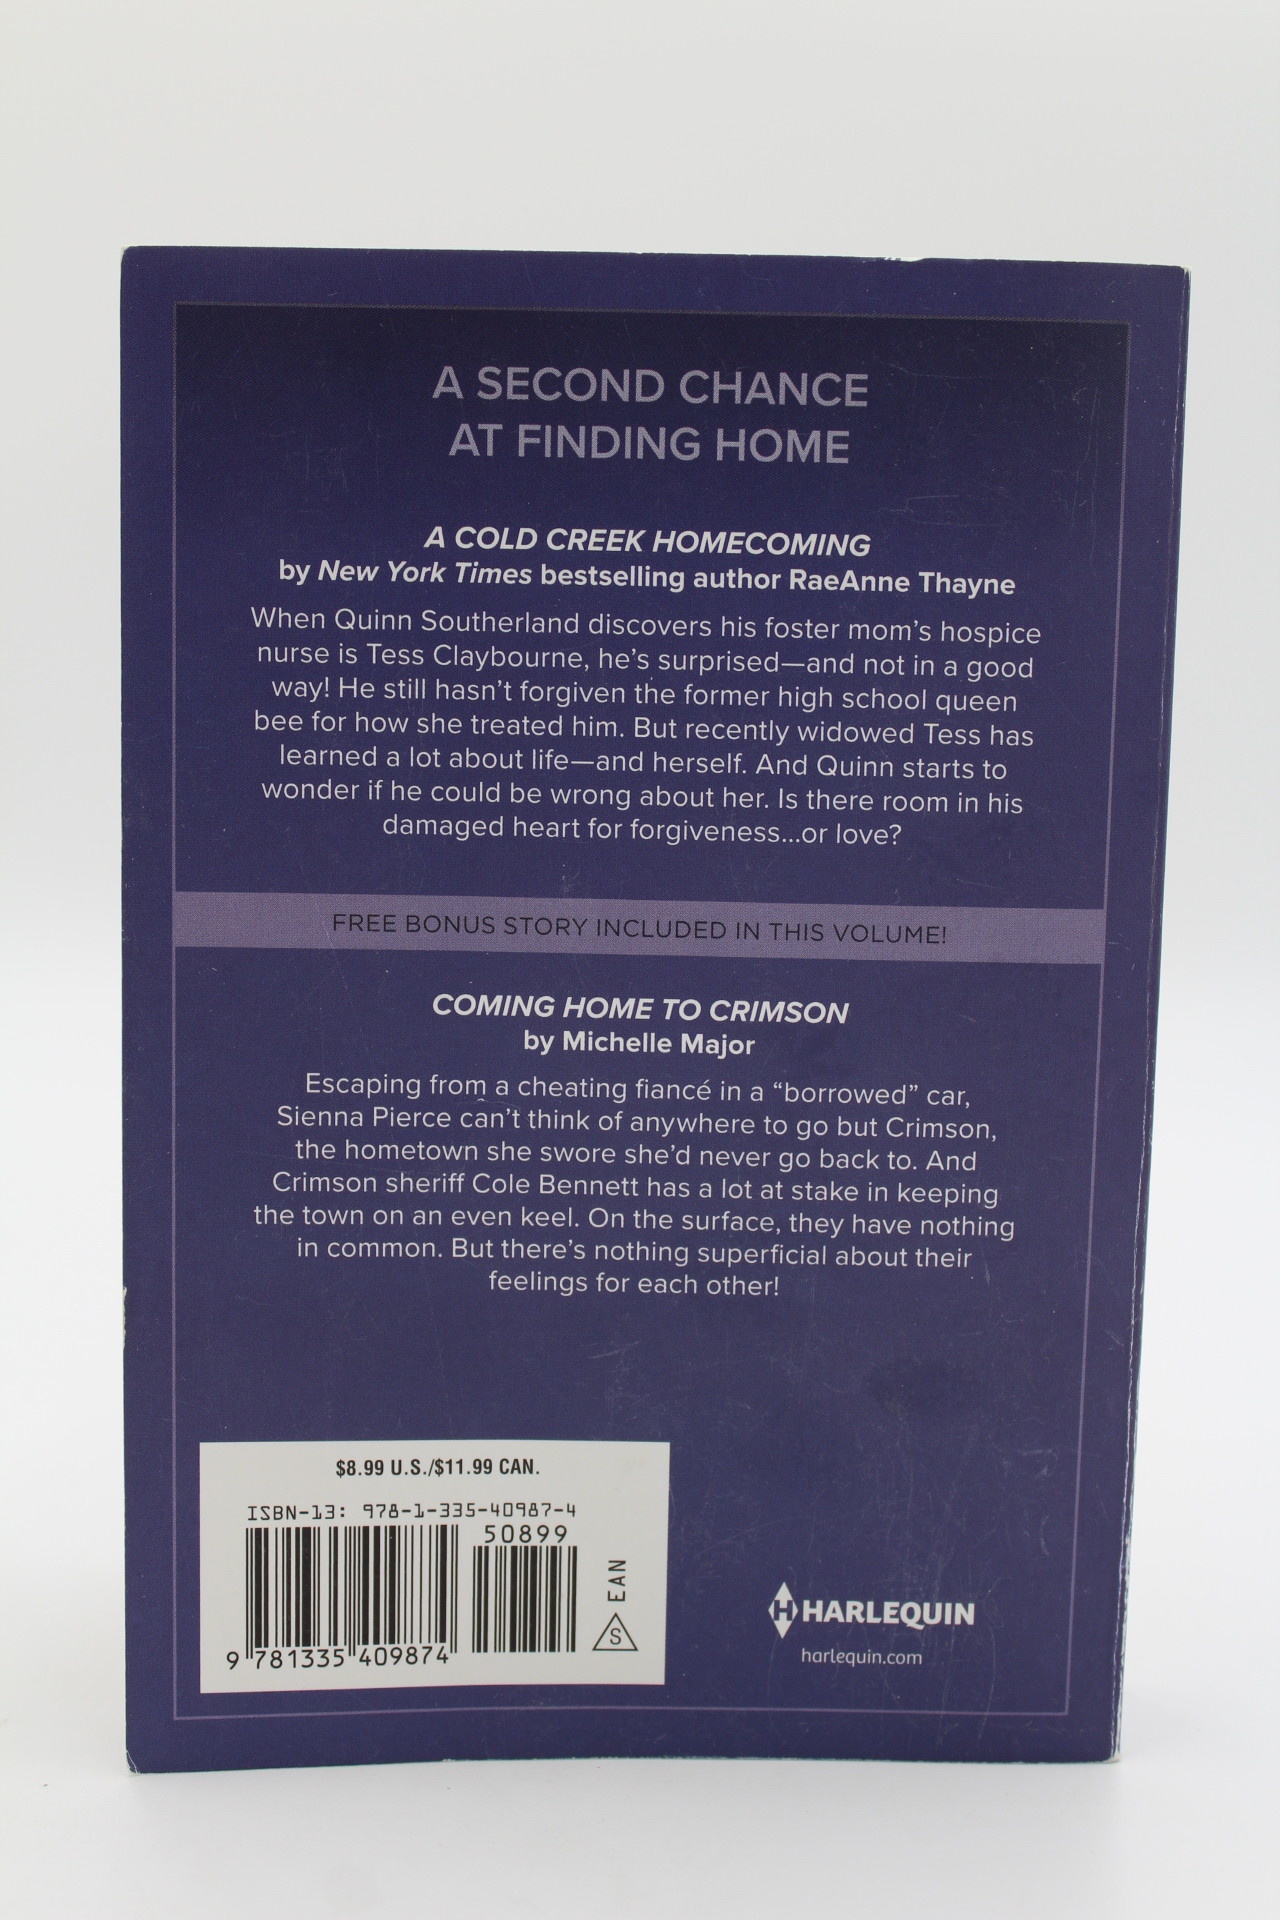 A SECOND CHANCE
AT FINDING HOME
A COLD CREEK HOMECOMING
by New York Times bestselling author RaeAnne Thayne
When Quinn Southerland discovers his foster mom's hospice
nurse is Tess Claybourne, he's surprised—and not in a good
way! He still hasn't forgiven the former high school queen
bee for how she treated him. But recently widowed Tess has
learned a lot about life—and herself. And Quinn starts to
wonder if he could be wrong about her. Is there room in his
damaged heart for forgiveness...or love?
FREE BONUS STORY INCLUDED IN THIS VOLUME!
COMING HOME TO CRIMSON
by Michelle Major
Escaping from a cheating fiancé in a “borrowed” car,
Sienna Pierce can't think of anywhere to go but Crimson,
the hometown she swore she'd never go back to. And
Crimson sheriff Cole Bennett has a lot at stake in keeping
the town on an even keel. On the surface, they have nothing
in common. But there's nothing superficial about their
feelings for each other!
$8.99 U.S./$11.99 CAN.
ISBN-13: 978-1-335-40987-4
50899
EAN
S
9 781335 409874
H HARLEQUIN
harlequin.com